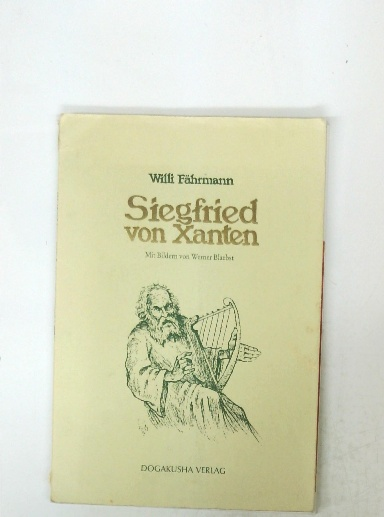 Willi Fährmann
Siegfried
von Xanten
Mit Bildern von Werner Blaebst
DOGAKUSHA VERLAG